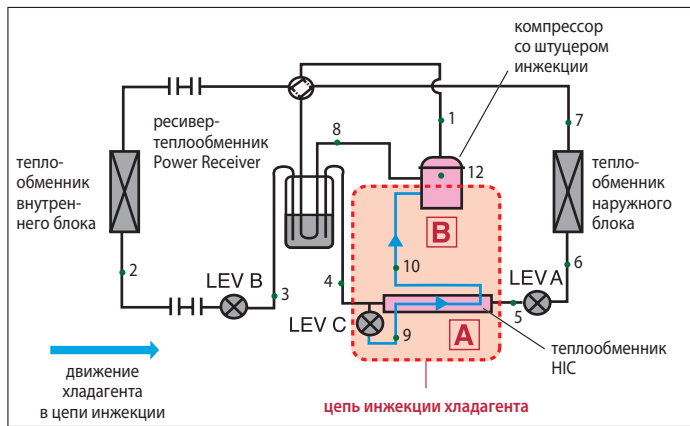 компрессор
со штуцером
инжекции
1
7
ресивер-
теплообменник
Power Receiver
8
тепло-
обменник
внутрен-
него блока
12
тепло-
обменник
наружного
блока
B
2
LEV B
3
4
10
LEV A
6
LEV C
9
A
5
движение
хладагента
в цепи инжекции
теплообменник
HIC
цепь инжекции хладагента